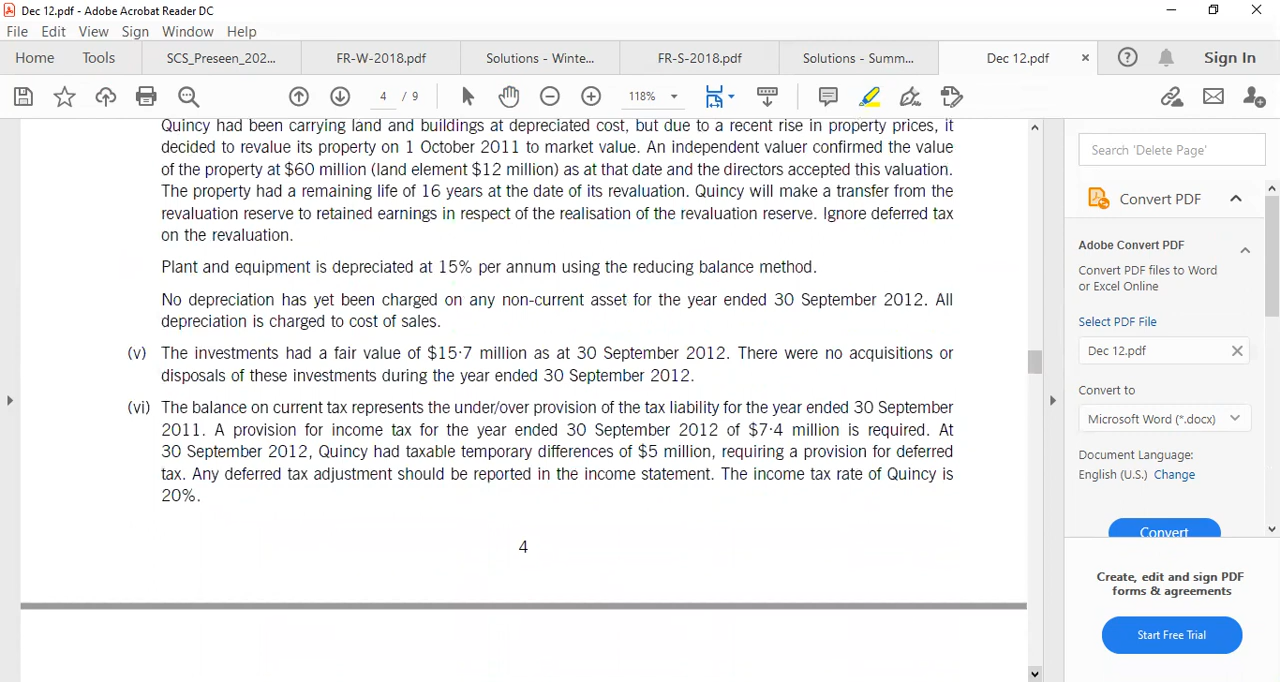 Dec 12.pdf - Adobe Acrobat Reader DC
File Edit View Sign Window Help
Home Tools SCS_Preseen_202... FR-W-2018.pdf Solutions - Winte... FR-S-2018.pdf Solutions - Summ... Dec 12.pdf × Sign In
4 / 9 118%
Quincy had been carrying land and buildings at depreciated cost, but due to a recent rise in property prices, it
decided to revalue its property on 1 October 2011 to market value. An independent valuer confirmed the value
of the property at $60 million (land element $12 million) as at that date and the directors accepted this valuation.
The property had a remaining life of 16 years at the date of its revaluation. Quincy will make a transfer from the
revaluation reserve to retained earnings in respect of the realisation of the revaluation reserve. Ignore deferred tax
on the revaluation.
Plant and equipment is depreciated at 15% per annum using the reducing balance method.
No depreciation has yet been charged on any non-current asset for the year ended 30 September 2012. All
depreciation is charged to cost of sales.
(v) The investments had a fair value of $15·7 million as at 30 September 2012. There were no acquisitions or
disposals of these investments during the year ended 30 September 2012.
(vi) The balance on current tax represents the under/over provision of the tax liability for the year ended 30 September
2011. A provision for income tax for the year ended 30 September 2012 of $7·4 million is required. At
30 September 2012, Quincy had taxable temporary differences of $5 million, requiring a provision for deferred
tax. Any deferred tax adjustment should be reported in the income statement. The income tax rate of Quincy is
20%.
4
Search 'Delete Page'
Convert PDF
Adobe Convert PDF
Convert PDF files to Word
or Excel Online
Select PDF File
Dec 12.pdf
Convert to
Microsoft Word (*.docx)
Document Language:
English (U.S.) Change
Convert
Create, edit and sign PDF
forms & agreements
Start Free Trial